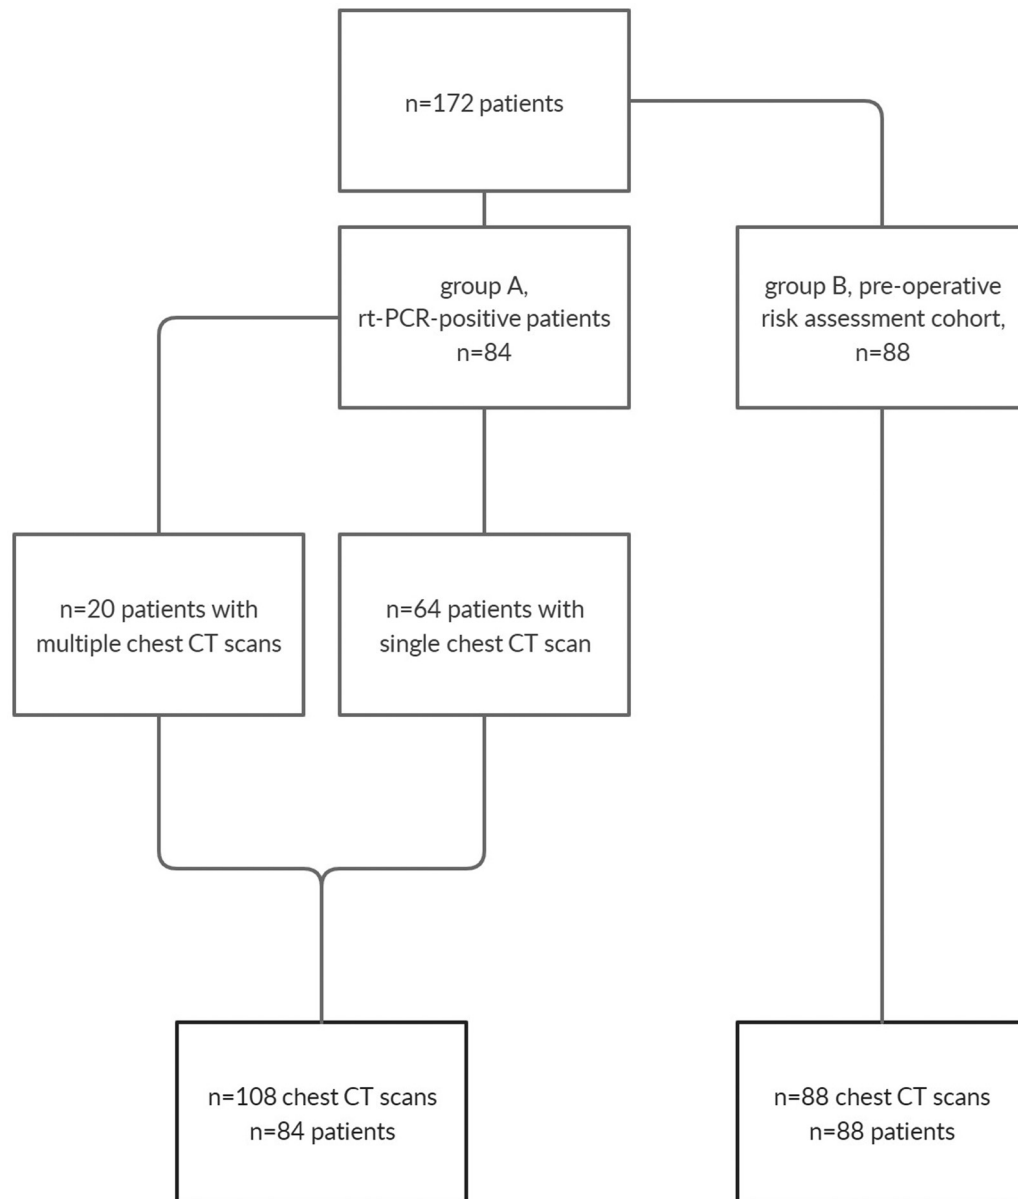 n=172 patients
group A,
rt-PCR-positive patients
n=84
group B, pre-operative
risk assessment cohort,
n=88
n=20 patients with
multiple chest CT scans
n=64 patients with
single chest CT scan
n=108 chest CT scans
n=84 patients
n=88 chest CT scans
n=88 patients